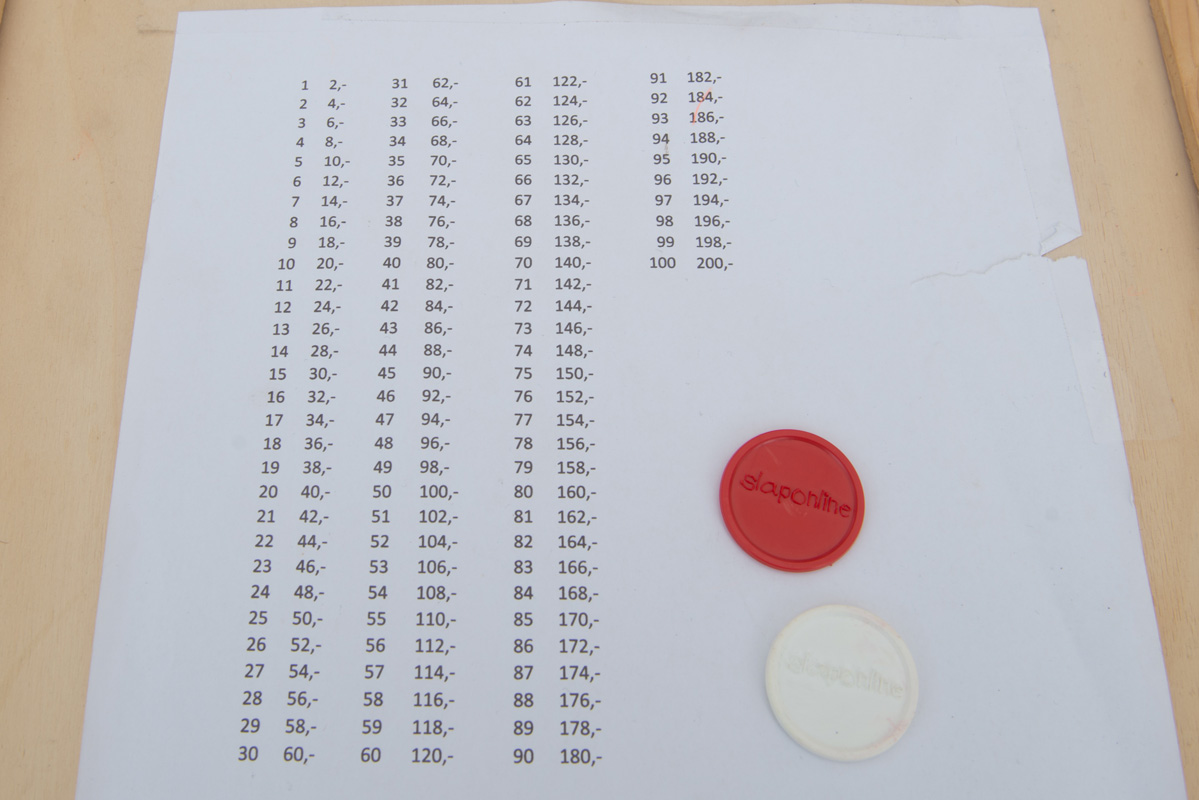 1 2,- 31 62,- 61 122,- 91 182,-
2 4,- 32 64,- 62 124,- 92 184,-
3 6,- 33 66,- 63 126,- 93 186,-
4 8,- 34 68,- 64 128,- 94 188,-
5 10,- 35 70,- 65 130,- 95 190,-
6 12,- 36 72,- 66 132,- 96 192,-
7 14,- 37 74,- 67 134,- 97 194,-
8 16,- 38 76,- 68 136,- 98 196,-
9 18,- 39 78,- 69 138,- 99 198,-
10 20,- 40 80,- 70 140,- 100 200,-
11 22,- 41 82,- 71 142,-
12 24,- 42 84,- 72 144,-
13 26,- 43 86,- 73 146,-
14 28,- 44 88,- 74 148,-
15 30,- 45 90,- 75 150,-
16 32,- 46 92,- 76 152,-
17 34,- 47 94,- 77 154,-
18 36,- 48 96,- 78 156,-
19 38,- 49 98,- 79 158,-
20 40,- 50 100,- 80 160,-
21 42,- 51 102,- 81 162,-
22 44,- 52 104,- 82 164,-
23 46,- 53 106,- 83 166,-
24 48,- 54 108,- 84 168,-
25 50,- 55 110,- 85 170,-
26 52,- 56 112,- 86 172,-
27 54,- 57 114,- 87 174,-
28 56,- 58 116,- 88 176,-
29 58,- 59 118,- 89 178,-
30 60,- 60 120,- 90 180,-
slaponline
slaponline